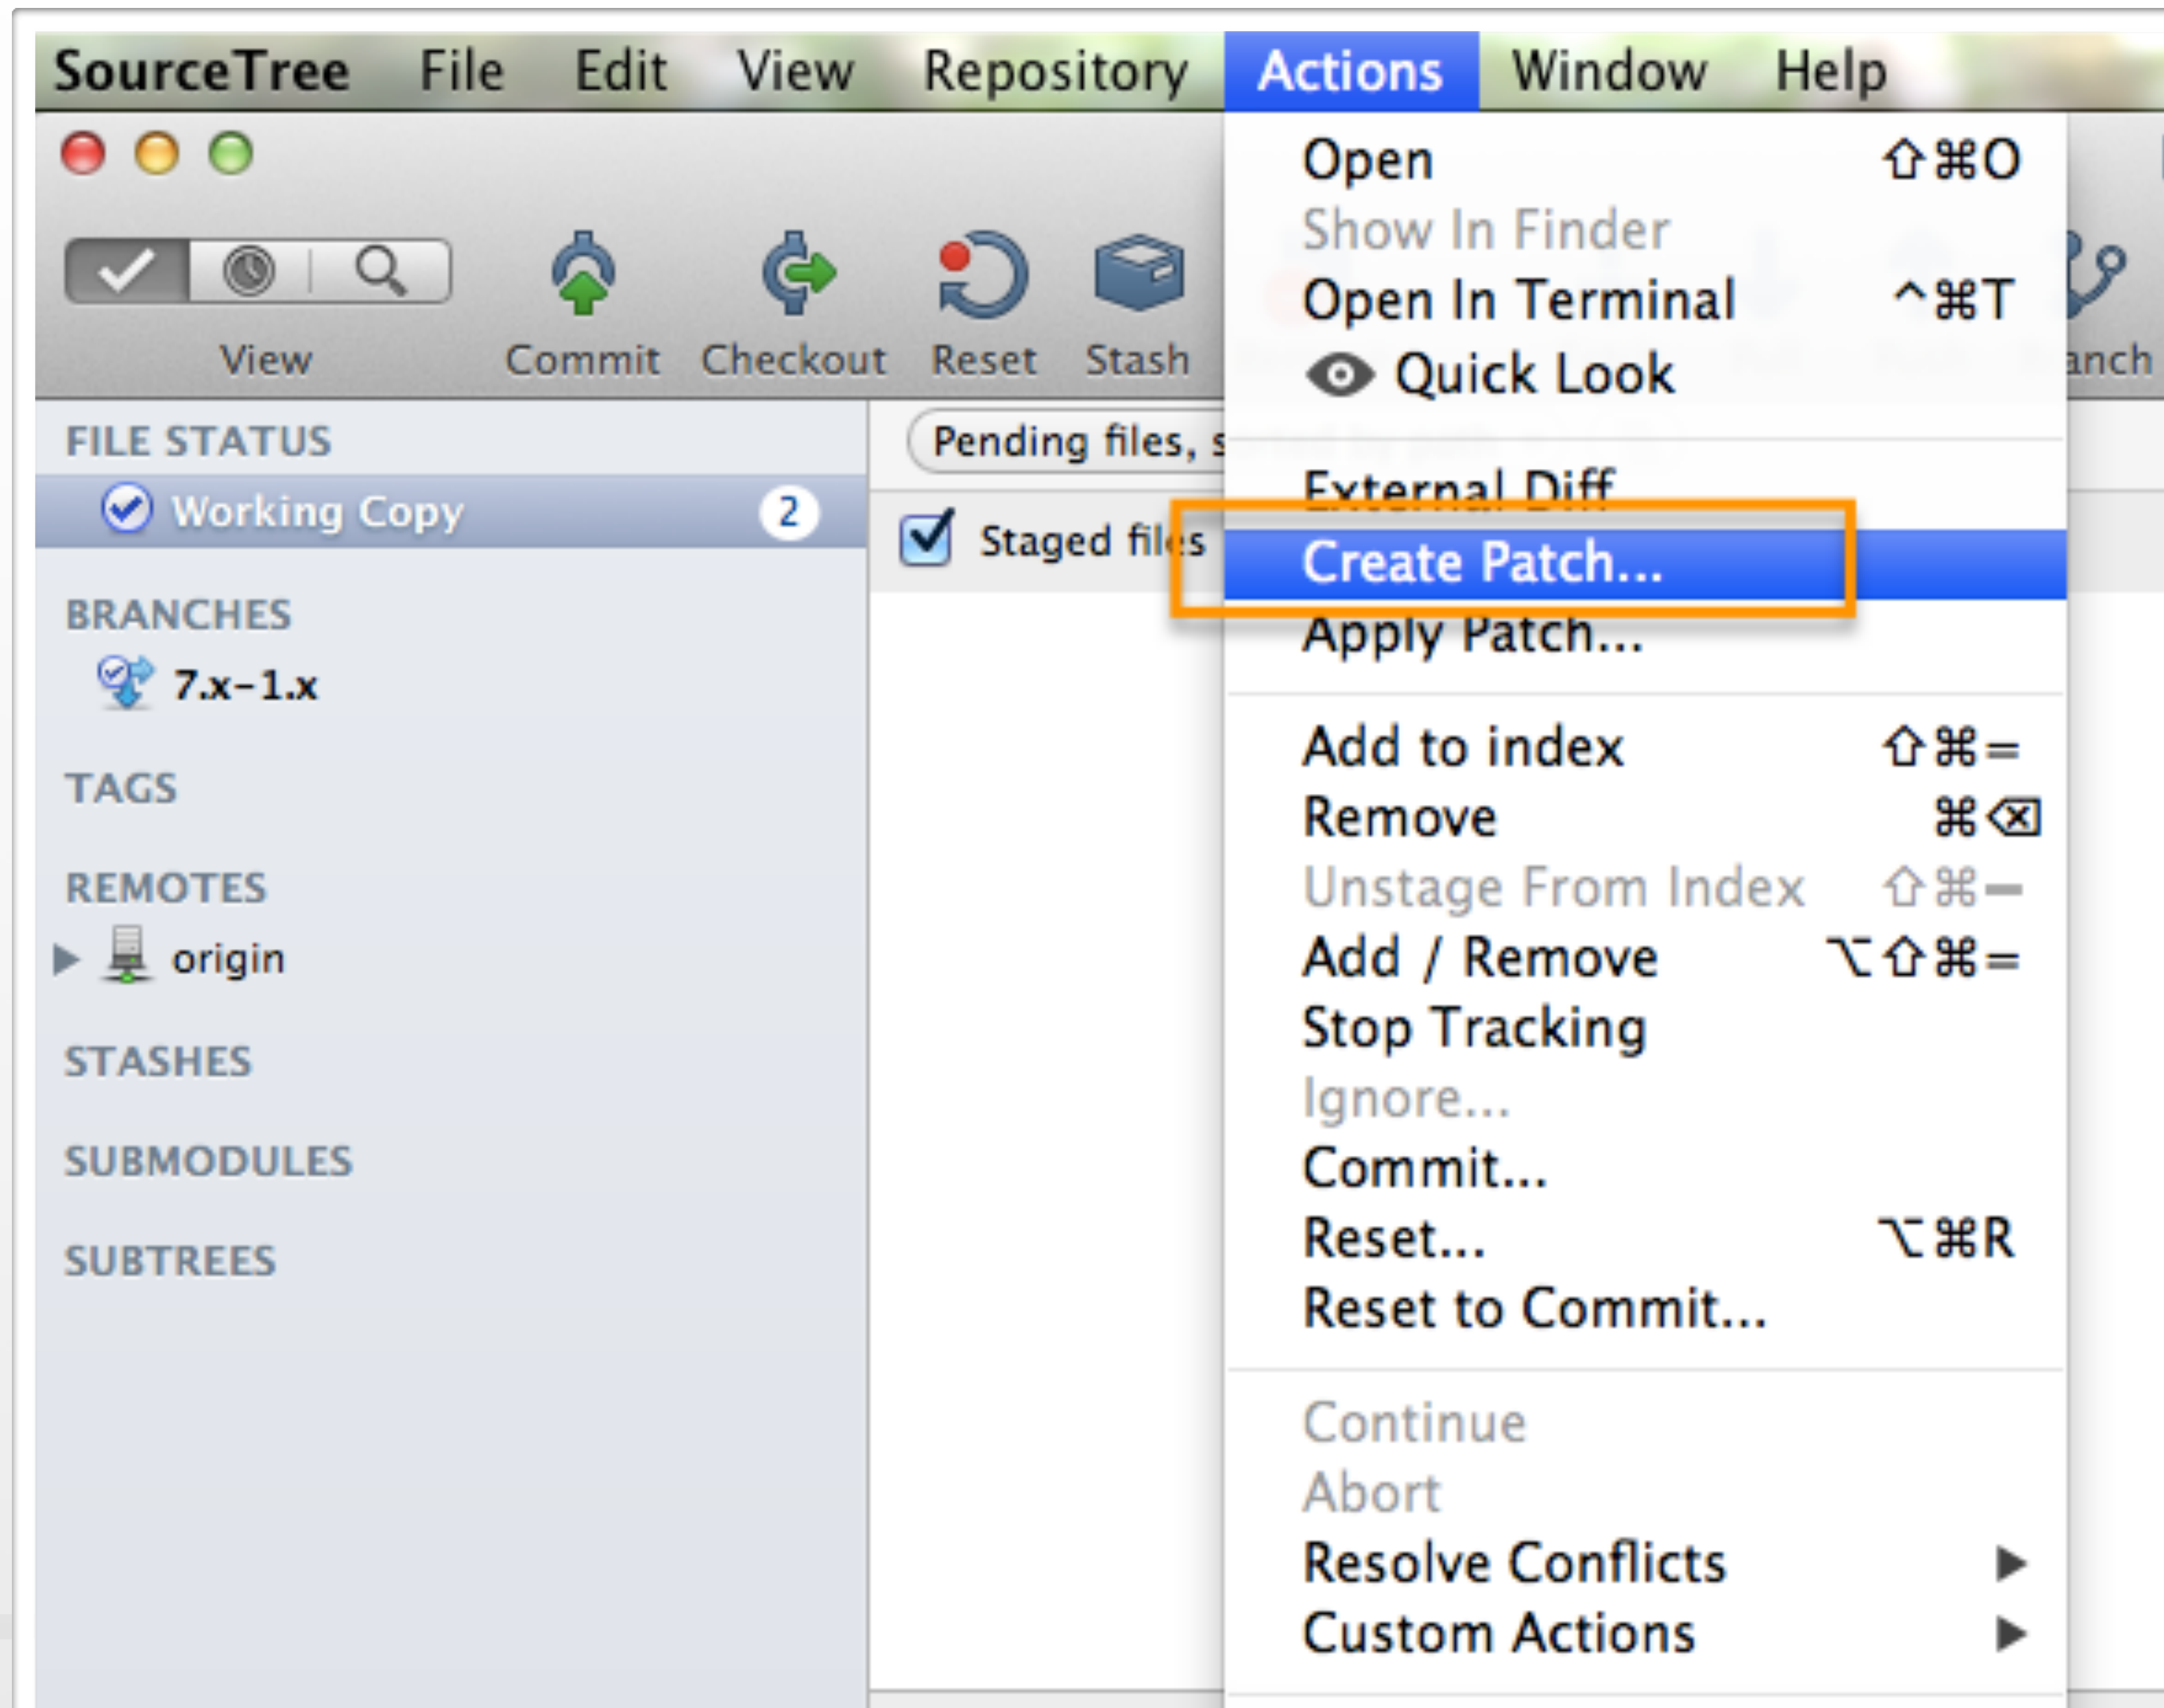 SourceTree File Edit View Repository Actions Window Help
View Commit Checkout Reset Stash anch
FILE STATUS
Working Copy 2
BRANCHES
7.x-1.x
TAGS
REMOTES
origin
STASHES
SUBMODULES
SUBTREES
Pending files, s
Staged files
Open ⇧⌘O
Show In Finder
Open In Terminal ^⌘T
Quick Look
External Diff
Create Patch...
Apply Patch...
Add to index ⇧⌘=
Remove ⌘⌫
Unstage From Index ⇧⌘-
Add / Remove ⌥⇧⌘=
Stop Tracking
Ignore...
Commit...
Reset... ⌥⌘R
Reset to Commit...
Continue
Abort
Resolve Conflicts
Custom Actions